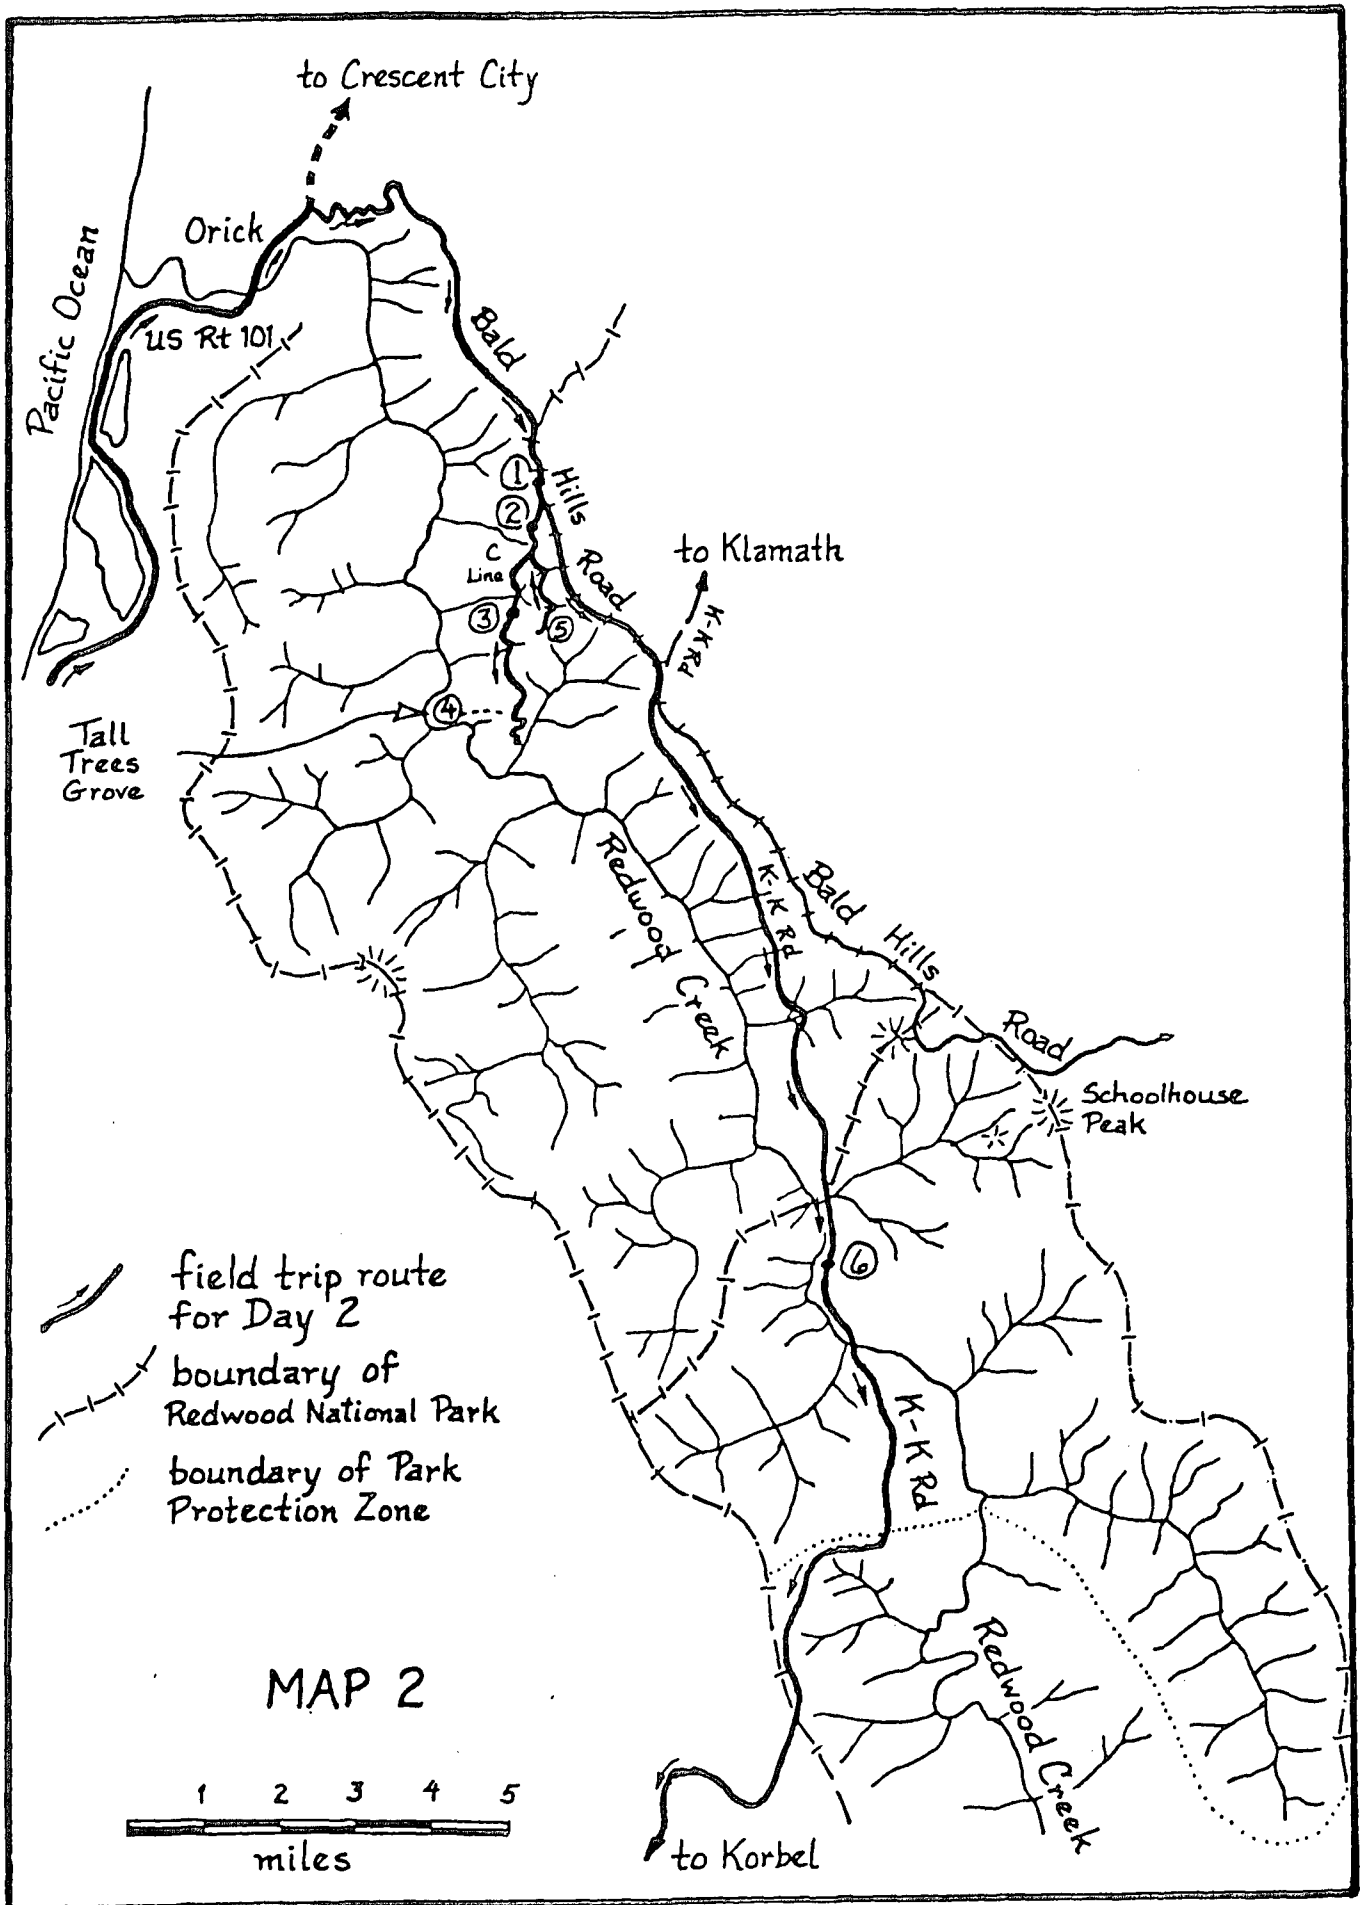 to Crescent City
Orick
Pacific Ocean
US Rt 101
Bald
Hills
Road
1
2
C
Line
3
5
4
to Klamath
K-K Rd
Tall
Trees
Grove
Redwood
Creek
K-K Rd
Bald
Hills
Road
Schoolhouse
Peak
6
field trip route
for Day 2
boundary of
Redwood National Park
boundary of Park
Protection Zone
K-K Rd
Redwood
Creek
MAP 2
1 2 3 4 5
miles
to Korbel